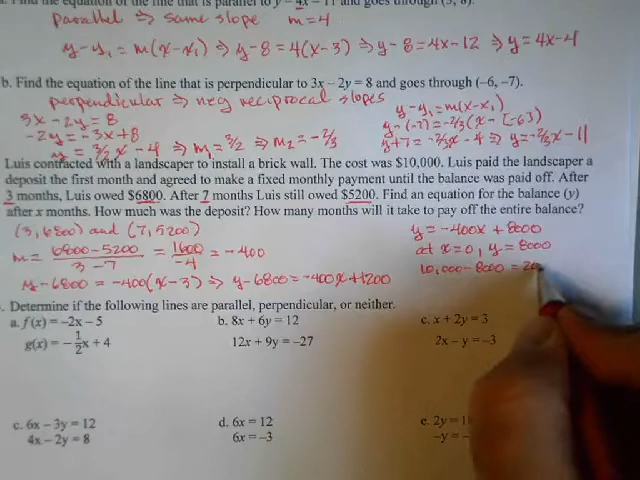 a. Find the equation of the line that is parallel to y = 4x – 11 and goes through (3, 8).
parallel ⇒ same slope m = 4
y-y₁ = m(x-x₁) ⇒ y-8 = 4(x-3) ⇒ y-8 = 4x-12 ⇒ y = 4x-4
b. Find the equation of the line that is perpendicular to 3x – 2y = 8 and goes through (–6, –7).
perpendicular ⇒ neg reciprocal slopes
3x - 2y = 8
-2y = -3x+8
y = 3/2 x - 4 ⇒ m₁ = 3/2 ⇒ m₂ = -2/3
y-y₁ = m(x-x₁)
y-(-7) = -2/3(x-[-6])
y+7 = -2/3x - 4 ⇒ y = -2/3x - 11
Luis contracted with a landscaper to install a brick wall. The cost was $10,000. Luis paid the landscaper a
deposit the first month and agreed to make a fixed monthly payment until the balance was paid off. After
3 months, Luis owed $6800. After 7 months Luis still owed $5200. Find an equation for the balance (y)
after x months. How much was the deposit? How many months will it take to pay off the entire balance?
(3, 6800) and (7, 5200)
m = 6800-5200 / 3-7 = 1600 / -4 = -400
y-6800 = -400(x-3) ⇒ y-6800 = -400x+1200
y = -400x + 8000
at x=0, y = 8000
10,000-8000 = 20
. Determine if the following lines are parallel, perpendicular, or neither.
a. f(x) = –2x – 5
g(x) = –1/2x + 4
b. 8x + 6y = 12
12x + 9y = –27
c. x + 2y = 3
2x – y = –3
c. 6x – 3y = 12
4x – 2y = 8
d. 6x = 12
6x = –3
e. 2y = 1
–y = –